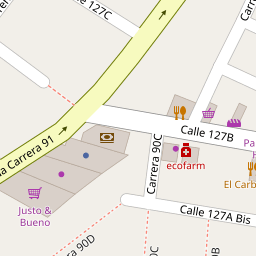 Calle 127C
Carrera 91
Calle 127B
Carrera 90C
ecofarm
El Carb
Justo &
Bueno
Calle 127A Bis
Carrera 90D